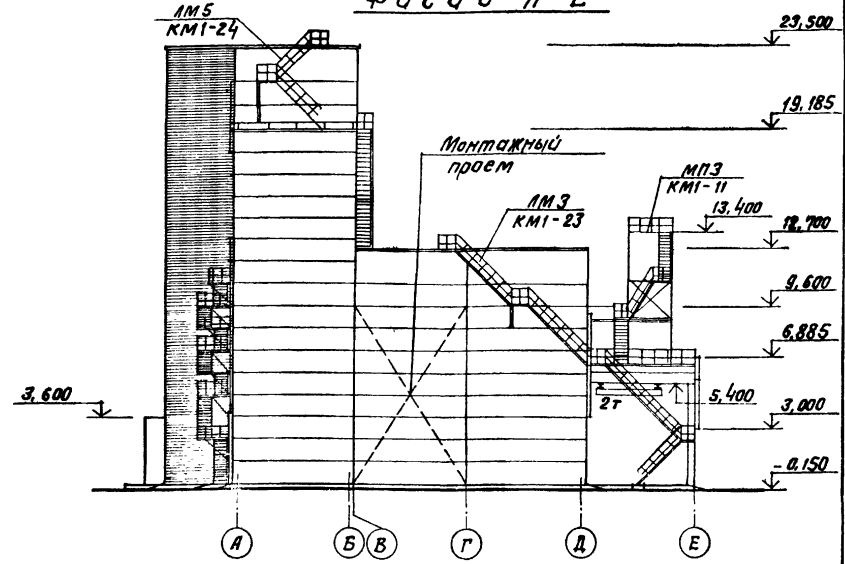 Фасад А-Е
ЛМ5
КМ1-24
23,500
19,185
Монтажный
проем
МП3
КМ1-11
ЛМ3
КМ1-23
13,400
12,700
9,600
6,885
3,600
2т
5,400
3,000
-0,150
А
Б
В
Г
Д
Е